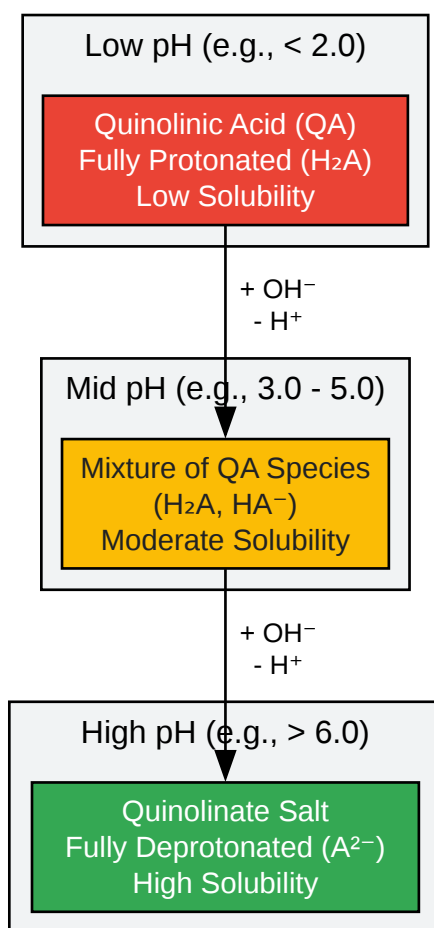 Low pH (e.g., < 2.0)
Quinolinic Acid (QA)
Fully Protonated (H₂A)
Low Solubility
+ OH⁻
- H⁺
Mid pH (e.g., 3.0 - 5.0)
Mixture of QA Species
(H₂A, HA⁻)
Moderate Solubility
+ OH⁻
- H⁺
High pH (e.g., > 6.0)
Quinolinate Salt
Fully Deprotonated (A²⁻)
High Solubility